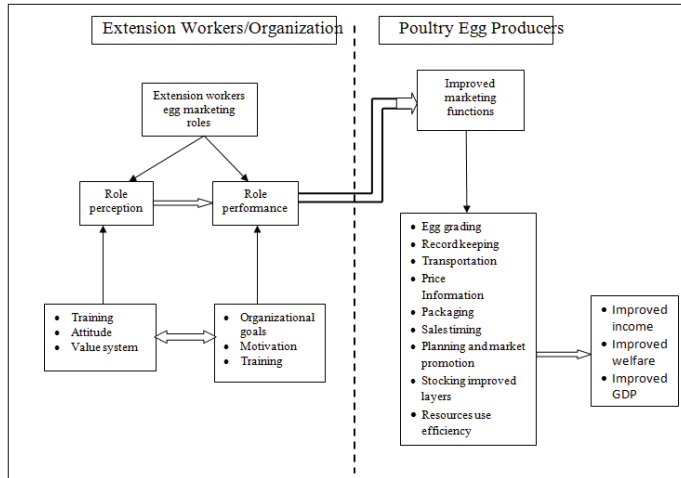 Extension Workers/Organization
Poultry Egg Producers
Extension workers
egg marketing
roles
Improved
marketing
functions
Role
perception
Role
performance
• Training
• Attitude
• Value system
• Organizational
goals
• Motivation
• Training
• Egg grading
• Record keeping
• Transportation
• Price
Information
• Packaging
• Sales timing
• Planning and market
promotion
• Stocking improved
layers
• Resources use
efficiency
• Improved
income
• Improved
welfare
• Improved
GDP